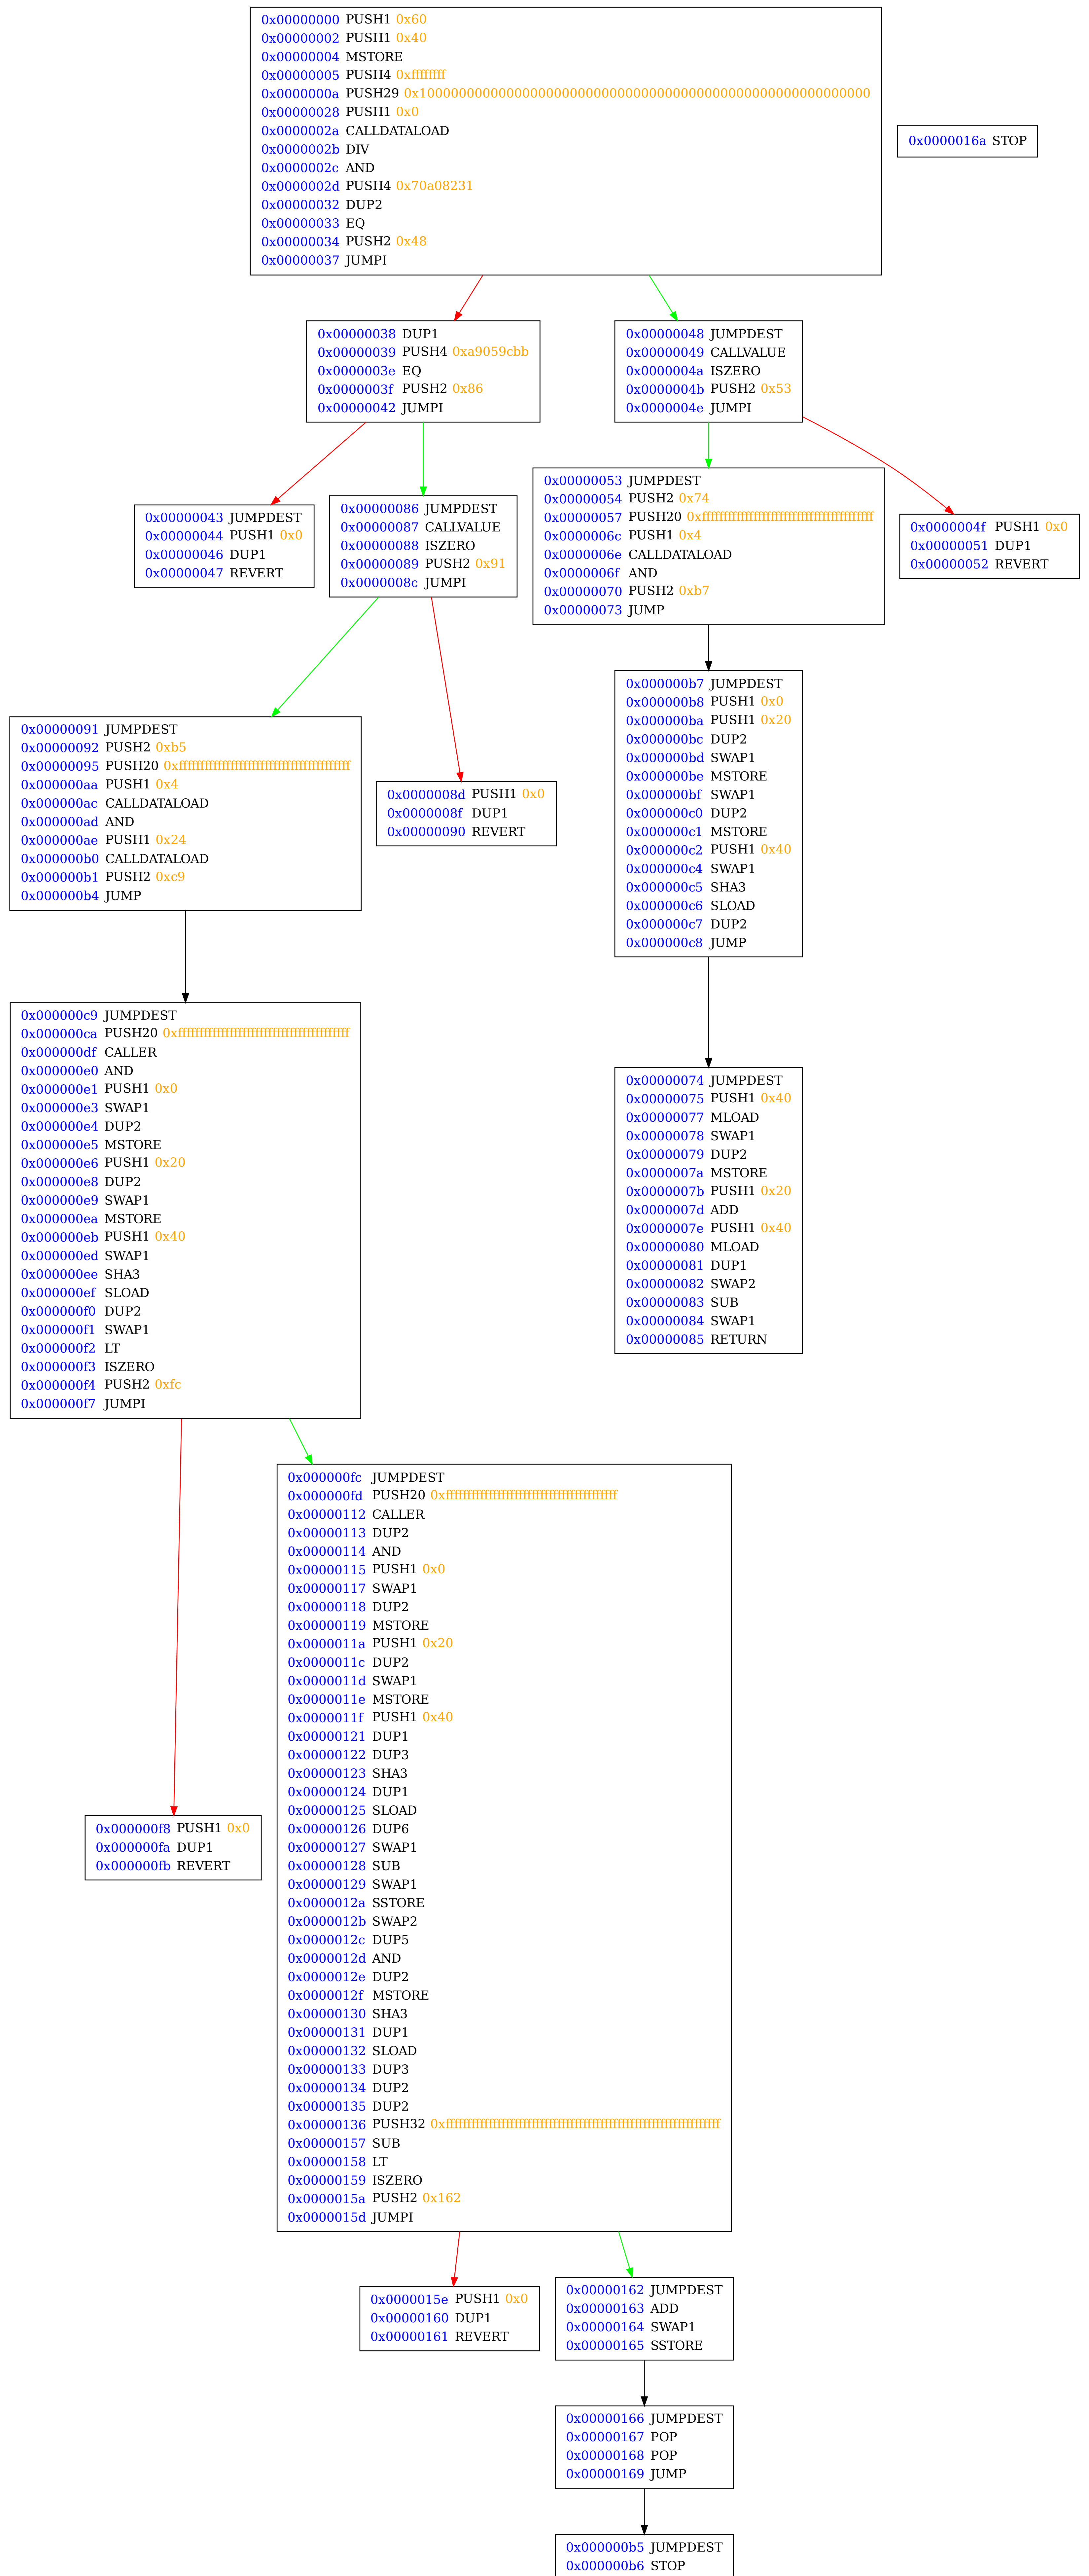 0x00000000 PUSH1 0x60
0x00000002 PUSH1 0x40
0x00000004 MSTORE
0x00000005 PUSH4 0xffffffff
0x0000000a PUSH29 0x100000000000000000000000000000000000000000000000000000000
0x00000028 PUSH1 0x0
0x0000002a CALLDATALOAD
0x0000002b DIV
0x0000002c AND
0x0000002d PUSH4 0x70a08231
0x00000032 DUP2
0x00000033 EQ
0x00000034 PUSH2 0x48
0x00000037 JUMPI
0x0000016a STOP
0x00000038 DUP1
0x00000039 PUSH4 0xa9059cbb
0x0000003e EQ
0x0000003f PUSH2 0x86
0x00000042 JUMPI
0x00000048 JUMPDEST
0x00000049 CALLVALUE
0x0000004a ISZERO
0x0000004b PUSH2 0x53
0x0000004e JUMPI
0x00000043 JUMPDEST
0x00000044 PUSH1 0x0
0x00000046 DUP1
0x00000047 REVERT
0x00000086 JUMPDEST
0x00000087 CALLVALUE
0x00000088 ISZERO
0x00000089 PUSH2 0x91
0x0000008c JUMPI
0x00000053 JUMPDEST
0x00000054 PUSH2 0x74
0x00000057 PUSH20 0xffffffffffffffffffffffffffffffffffffffff
0x0000006c PUSH1 0x4
0x0000006e CALLDATALOAD
0x0000006f AND
0x00000070 PUSH2 0xb7
0x00000073 JUMP
0x0000004f PUSH1 0x0
0x00000051 DUP1
0x00000052 REVERT
0x00000091 JUMPDEST
0x00000092 PUSH2 0xb5
0x00000095 PUSH20 0xffffffffffffffffffffffffffffffffffffffff
0x000000aa PUSH1 0x4
0x000000ac CALLDATALOAD
0x000000ad AND
0x000000ae PUSH1 0x24
0x000000b0 CALLDATALOAD
0x000000b1 PUSH2 0xc9
0x000000b4 JUMP
0x0000008d PUSH1 0x0
0x0000008f DUP1
0x00000090 REVERT
0x000000b7 JUMPDEST
0x000000b8 PUSH1 0x0
0x000000ba PUSH1 0x20
0x000000bc DUP2
0x000000bd SWAP1
0x000000be MSTORE
0x000000bf SWAP1
0x000000c0 DUP2
0x000000c1 MSTORE
0x000000c2 PUSH1 0x40
0x000000c4 SWAP1
0x000000c5 SHA3
0x000000c6 SLOAD
0x000000c7 DUP2
0x000000c8 JUMP
0x000000c9 JUMPDEST
0x000000ca PUSH20 0xffffffffffffffffffffffffffffffffffffffff
0x000000df CALLER
0x000000e0 AND
0x000000e1 PUSH1 0x0
0x000000e3 SWAP1
0x000000e4 DUP2
0x000000e5 MSTORE
0x000000e6 PUSH1 0x20
0x000000e8 DUP2
0x000000e9 SWAP1
0x000000ea MSTORE
0x000000eb PUSH1 0x40
0x000000ed SWAP1
0x000000ee SHA3
0x000000ef SLOAD
0x000000f0 DUP2
0x000000f1 SWAP1
0x000000f2 LT
0x000000f3 ISZERO
0x000000f4 PUSH2 0xfc
0x000000f7 JUMPI
0x00000074 JUMPDEST
0x00000075 PUSH1 0x40
0x00000077 MLOAD
0x00000078 SWAP1
0x00000079 DUP2
0x0000007a MSTORE
0x0000007b PUSH1 0x20
0x0000007d ADD
0x0000007e PUSH1 0x40
0x00000080 MLOAD
0x00000081 DUP1
0x00000082 SWAP2
0x00000083 SUB
0x00000084 SWAP1
0x00000085 RETURN
0x000000fc JUMPDEST
0x000000fd PUSH20 0xffffffffffffffffffffffffffffffffffffffff
0x00000112 CALLER
0x00000113 DUP2
0x00000114 AND
0x00000115 PUSH1 0x0
0x00000117 SWAP1
0x00000118 DUP2
0x00000119 MSTORE
0x0000011a PUSH1 0x20
0x0000011c DUP2
0x0000011d SWAP1
0x0000011e MSTORE
0x0000011f PUSH1 0x40
0x00000121 DUP1
0x00000122 DUP3
0x00000123 SHA3
0x00000124 DUP1
0x00000125 SLOAD
0x00000126 DUP6
0x00000127 SWAP1
0x00000128 SUB
0x00000129 SWAP1
0x0000012a SSTORE
0x0000012b SWAP2
0x0000012c DUP5
0x0000012d AND
0x0000012e DUP2
0x0000012f MSTORE
0x00000130 SHA3
0x00000131 DUP1
0x00000132 SLOAD
0x00000133 DUP3
0x00000134 DUP2
0x00000135 DUP2
0x00000136 PUSH32 0xffffffffffffffffffffffffffffffffffffffffffffffffffffffffffffffff
0x00000157 SUB
0x00000158 LT
0x00000159 ISZERO
0x0000015a PUSH2 0x162
0x0000015d JUMPI
0x000000f8 PUSH1 0x0
0x000000fa DUP1
0x000000fb REVERT
0x0000015e PUSH1 0x0
0x00000160 DUP1
0x00000161 REVERT
0x00000162 JUMPDEST
0x00000163 ADD
0x00000164 SWAP1
0x00000165 SSTORE
0x00000166 JUMPDEST
0x00000167 POP
0x00000168 POP
0x00000169 JUMP
0x000000b5 JUMPDEST
0x000000b6 STOP